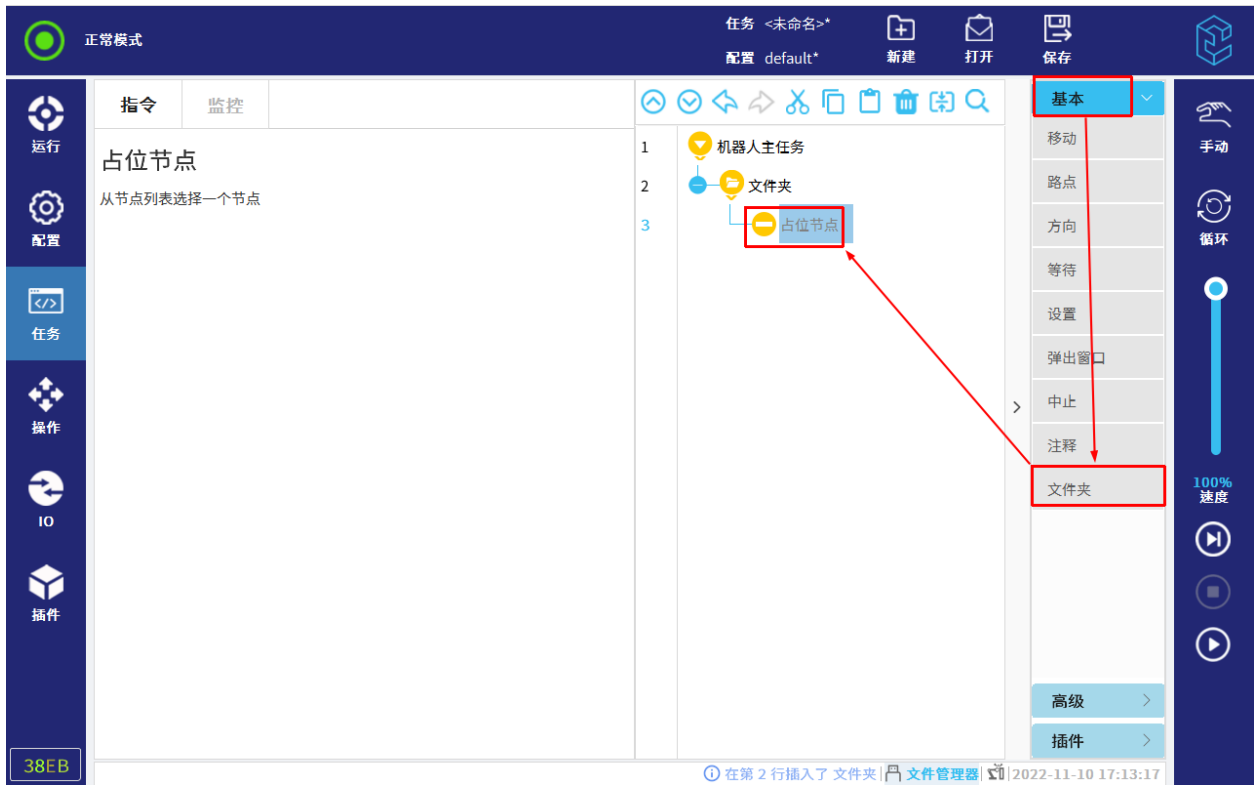 正常模式
任务 <未命名>*
配置 default*
新建
打开
保存
运行
配置
任务
操作
IO
插件
38EB
指令
监控
占位节点
从节点列表选择一个节点
1 机器人主任务
2 文件夹
3 占位节点
基本
移动
路点
方向
等待
设置
弹出窗口
中止
注释
文件夹
高级
插件
手动
循环
100%
速度
在第 2 行插入了 文件夹 文件管理器 2022-11-10 17:13:17